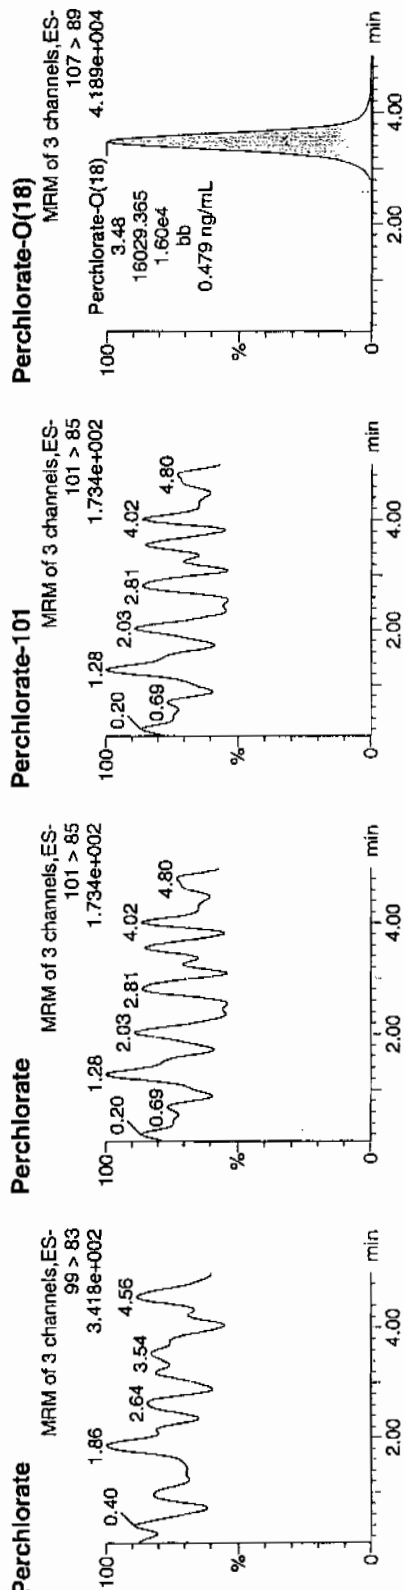 Perchlorate
MRM of 3 channels,ES-
99 > 83
3.418e+002
100
%
0
0.40
1.86
2.64
3.54
4.56
2.00
4.00
min
Perchlorate
MRM of 3 channels,ES-
101 > 85
1.734e+002
100
%
0
0.20
0.69
1.28
2.03
2.81
4.02
4.80
2.00
4.00
min
Perchlorate-101
MRM of 3 channels,ES-
101 > 85
1.734e+002
100
%
0
0.20
0.69
1.28
2.03
2.81
4.02
4.80
2.00
4.00
min
Perchlorate-O(18)
MRM of 3 channels,ES-
107 > 89
4.189e+004
100
%
0
Perchlorate-O(18)
3.48
16029.365
1.60e4
bb
0.479 ng/mL
2.00
4.00
min